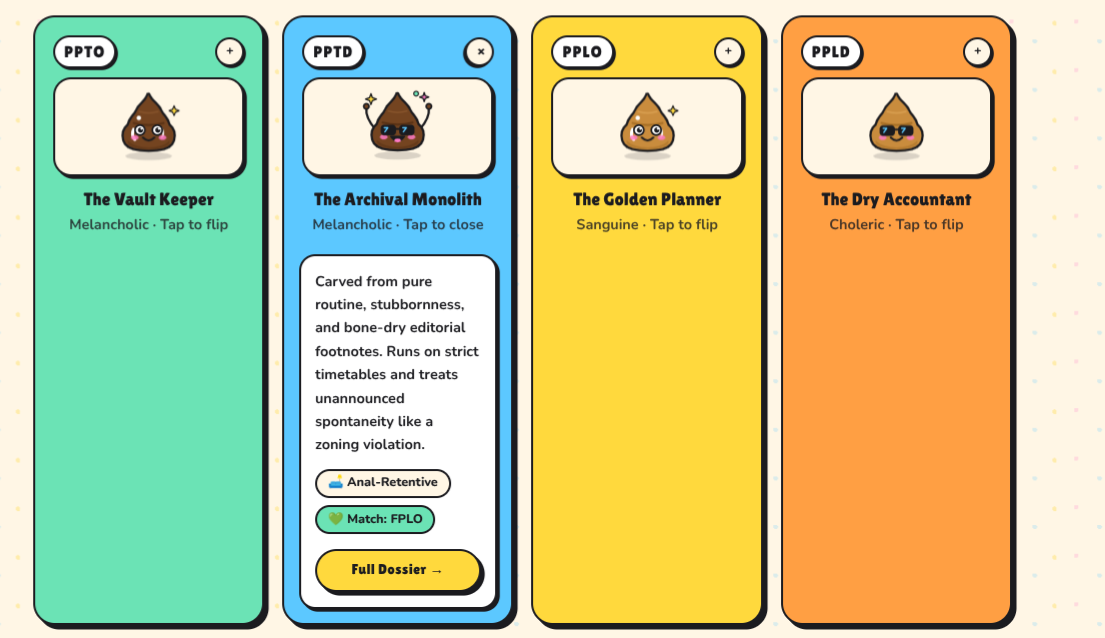 PPTO
+
The Vault Keeper
Melancholic · Tap to flip
PPTD
×
The Archival Monolith
Melancholic · Tap to close
Carved from pure
routine, stubbornness,
and bone-dry editorial
footnotes. Runs on strict
timetables and treats
unannounced
spontaneity like a
zoning violation.
🛋️ Anal-Retentive
💚 Match: FPLO
Full Dossier →
PPLO
+
The Golden Planner
Sanguine · Tap to flip
PPLD
+
The Dry Accountant
Choleric · Tap to flip